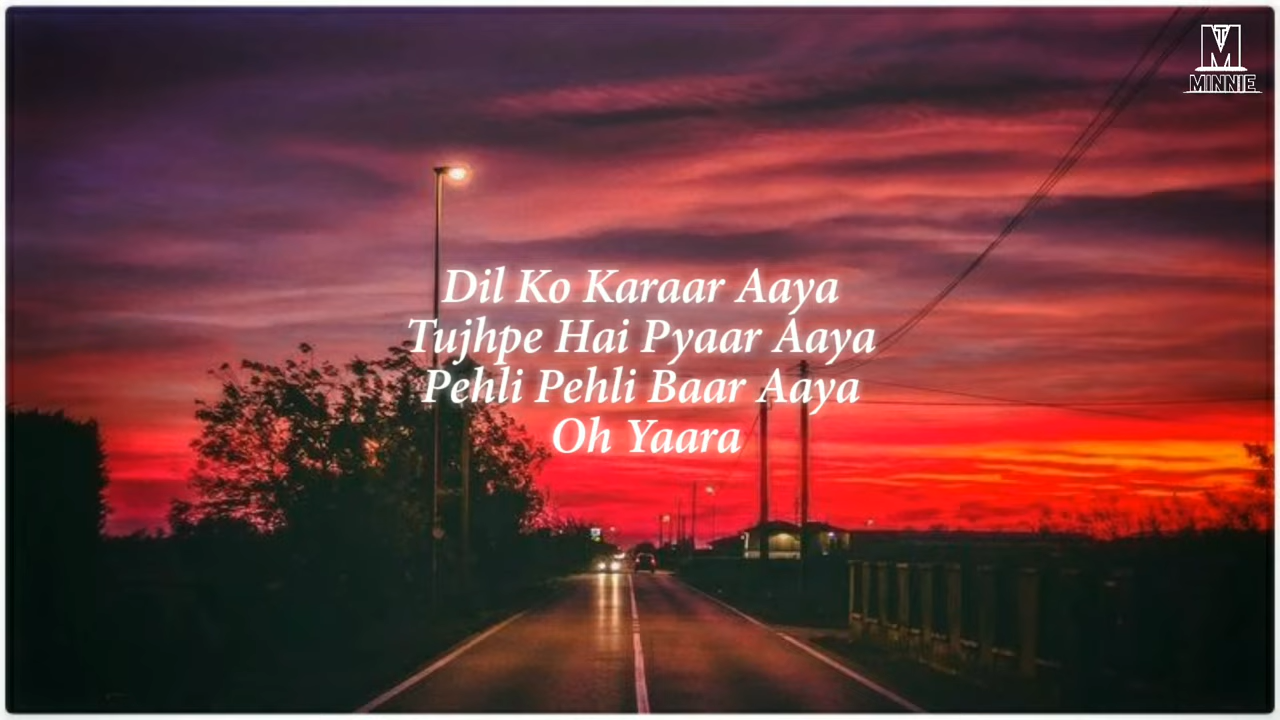 MINNIE
Dil Ko Karaar Aaya
Tujhpe Hai Pyaar Aaya
Pehli Pehli Baar Aaya
Oh Yaara